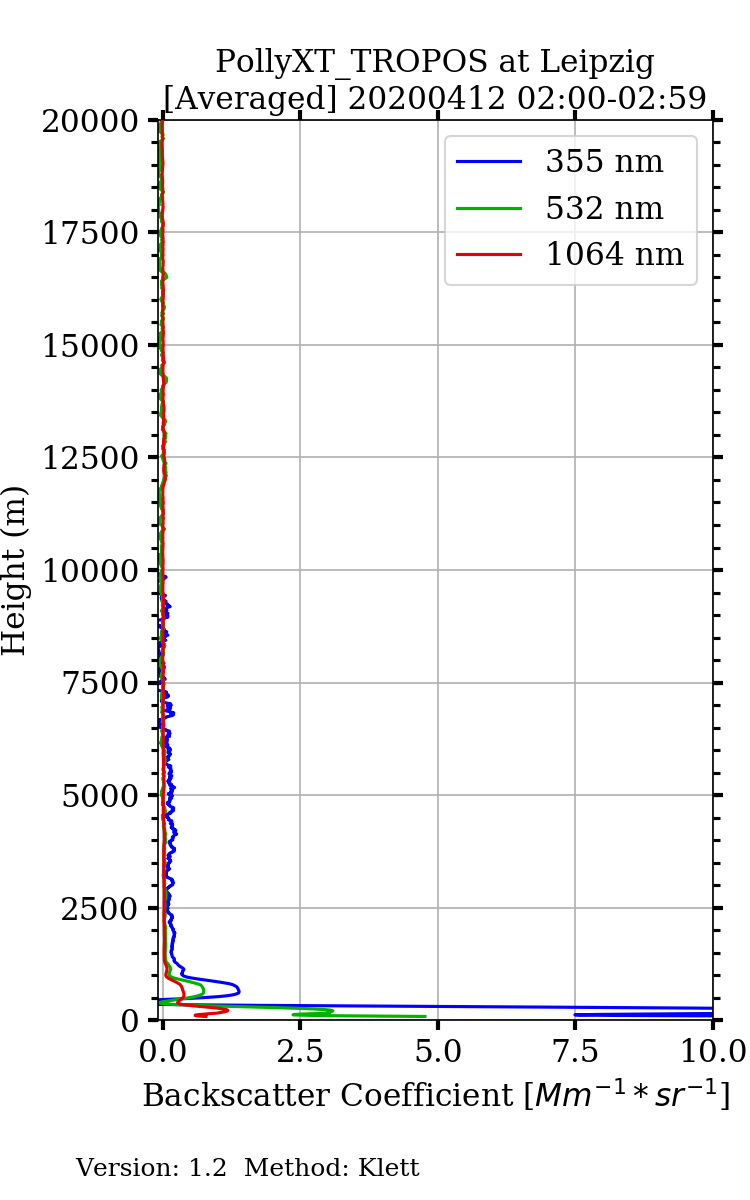 PollyXT_TROPOS at Leipzig
[Averaged] 20200412 02:00-02:59
355 nm
532 nm
1064 nm
20000
17500
15000
12500
10000
7500
5000
2500
0
Height (m)
0.0 2.5 5.0 7.5 10.0
Backscatter Coefficient [Mm⁻¹*sr⁻¹]
Version: 1.2 Method: Klett